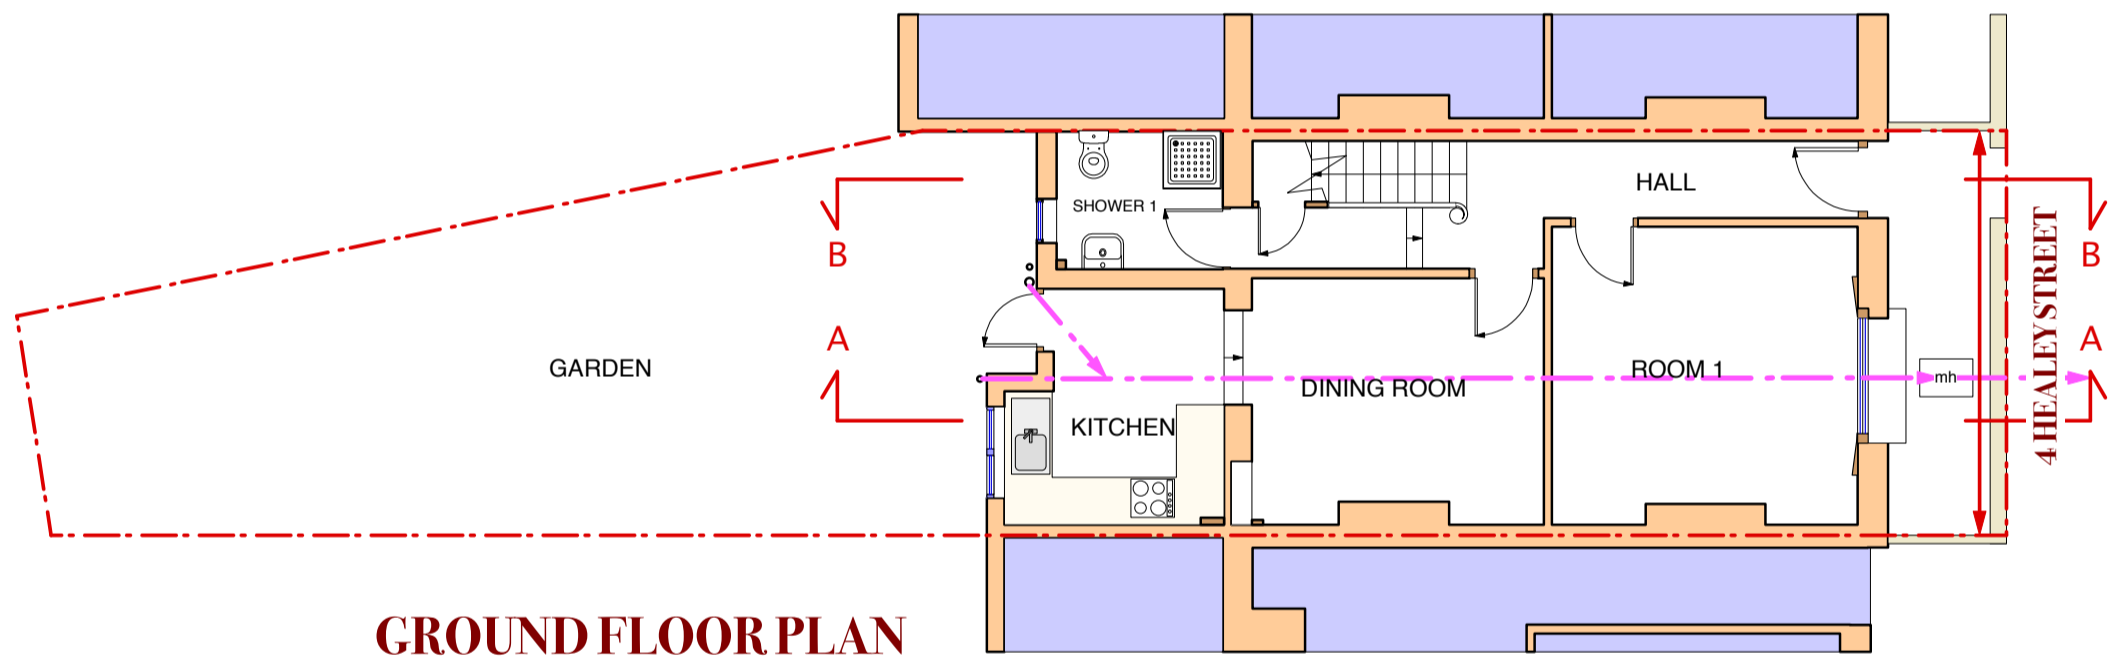 HALL
SHOWER 1
B
B
A
A
GARDEN
DINING ROOM
ROOM 1
mh
KITCHEN
4 HEALEY STREET
GROUND FLOOR PLAN